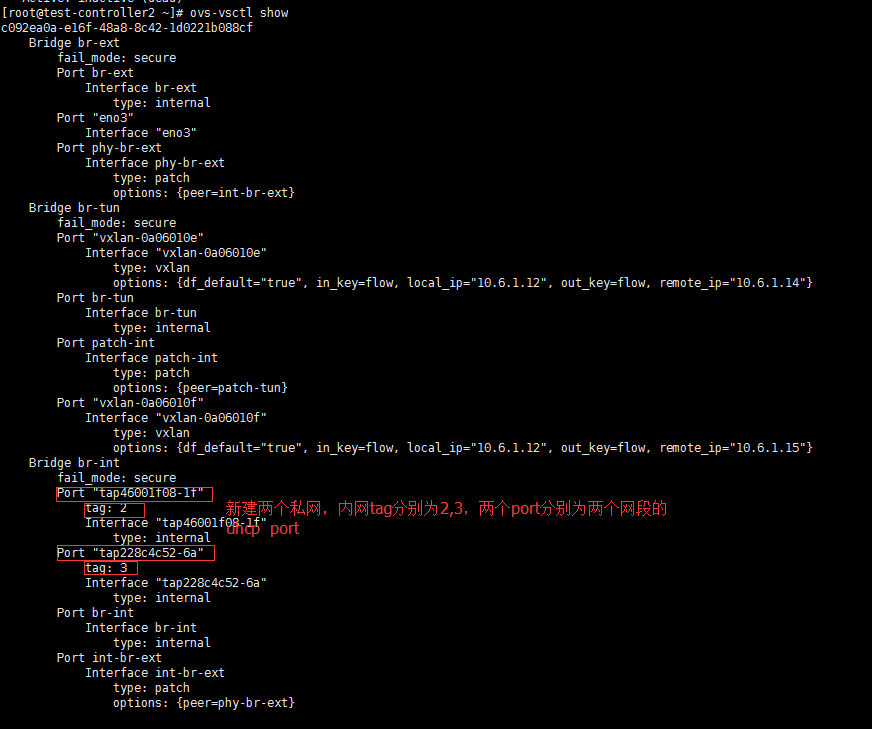 Active: inactive (dead)
[root@test-controller2 ~]# ovs-vsctl show
c092ea0a-e16f-48a8-8c42-1d0221b088cf
    Bridge br-ext
        fail_mode: secure
        Port br-ext
            Interface br-ext
                type: internal
        Port "eno3"
            Interface "eno3"
        Port phy-br-ext
            Interface phy-br-ext
                type: patch
                options: {peer=int-br-ext}
    Bridge br-tun
        fail_mode: secure
        Port "vxlan-0a06010e"
            Interface "vxlan-0a06010e"
                type: vxlan
                options: {df_default="true", in_key=flow, local_ip="10.6.1.12", out_key=flow, remote_ip="10.6.1.14"}
        Port br-tun
            Interface br-tun
                type: internal
        Port patch-int
            Interface patch-int
                type: patch
                options: {peer=patch-tun}
        Port "vxlan-0a06010f"
            Interface "vxlan-0a06010f"
                type: vxlan
                options: {df_default="true", in_key=flow, local_ip="10.6.1.12", out_key=flow, remote_ip="10.6.1.15"}
    Bridge br-int
        fail_mode: secure
        Port "tap46001f08-1f"
            tag: 2
新建两个私网，内网tag分别为2,3，两个port分别为两个网段的
            Interface "tap46001f08-1f"
dhcp port
                type: internal
        Port "tap228c4c52-6a"
            tag: 3
            Interface "tap228c4c52-6a"
                type: internal
        Port br-int
            Interface br-int
                type: internal
        Port int-br-ext
            Interface int-br-ext
                type: patch
                options: {peer=phy-br-ext}